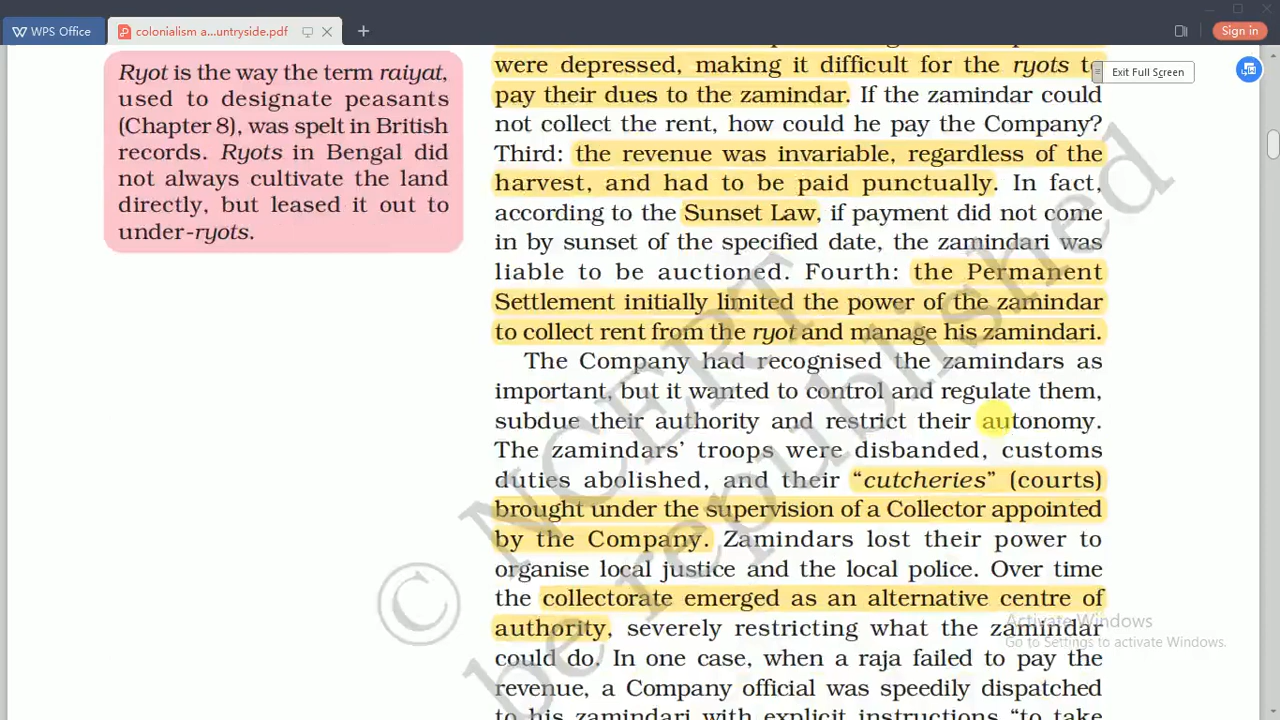 WPS Office
colonialism a...untryside.pdf
Sign in
Exit Full Screen
Ryot is the way the term raiyat,
used to designate peasants
(Chapter 8), was spelt in British
records. Ryots in Bengal did
not always cultivate the land
directly, but leased it out to
under-ryots.
were depressed, making it difficult for the ryots to
pay their dues to the zamindar. If the zamindar could
not collect the rent, how could he pay the Company?
Third: the revenue was invariable, regardless of the
harvest, and had to be paid punctually. In fact,
according to the Sunset Law, if payment did not come
in by sunset of the specified date, the zamindari was
liable to be auctioned. Fourth: the Permanent
Settlement initially limited the power of the zamindar
to collect rent from the ryot and manage his zamindari.
The Company had recognised the zamindars as
important, but it wanted to control and regulate them,
subdue their authority and restrict their autonomy.
The zamindars’ troops were disbanded, customs
duties abolished, and their “cutcheries” (courts)
brought under the supervision of a Collector appointed
by the Company. Zamindars lost their power to
organise local justice and the local police. Over time
the collectorate emerged as an alternative centre of
authority, severely restricting what the zamindar
could do. In one case, when a raja failed to pay the
revenue, a Company official was speedily dispatched
to his zamindari with explicit instructions “to take
© NCERT
be republished
Activate Windows
Go to Settings to activate Windows.